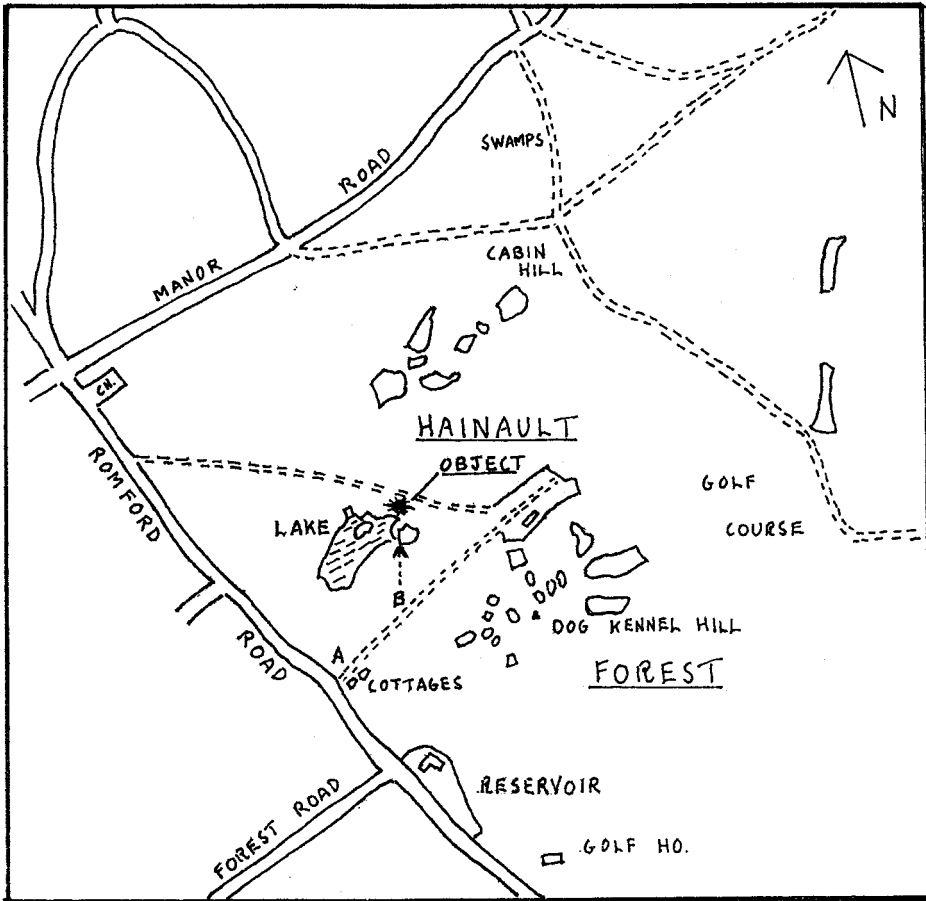 N
SWAMPS
ROAD
MANOR
CABIN
HILL
CH.
HAINAULT
OBJECT
ROMFORD
GOLF
COURSE
LAKE
B
DOG KENNEL HILL
ROAD
A
COTTAGES
FOREST
RESERVOIR
FOREST ROAD
GOLF HO.